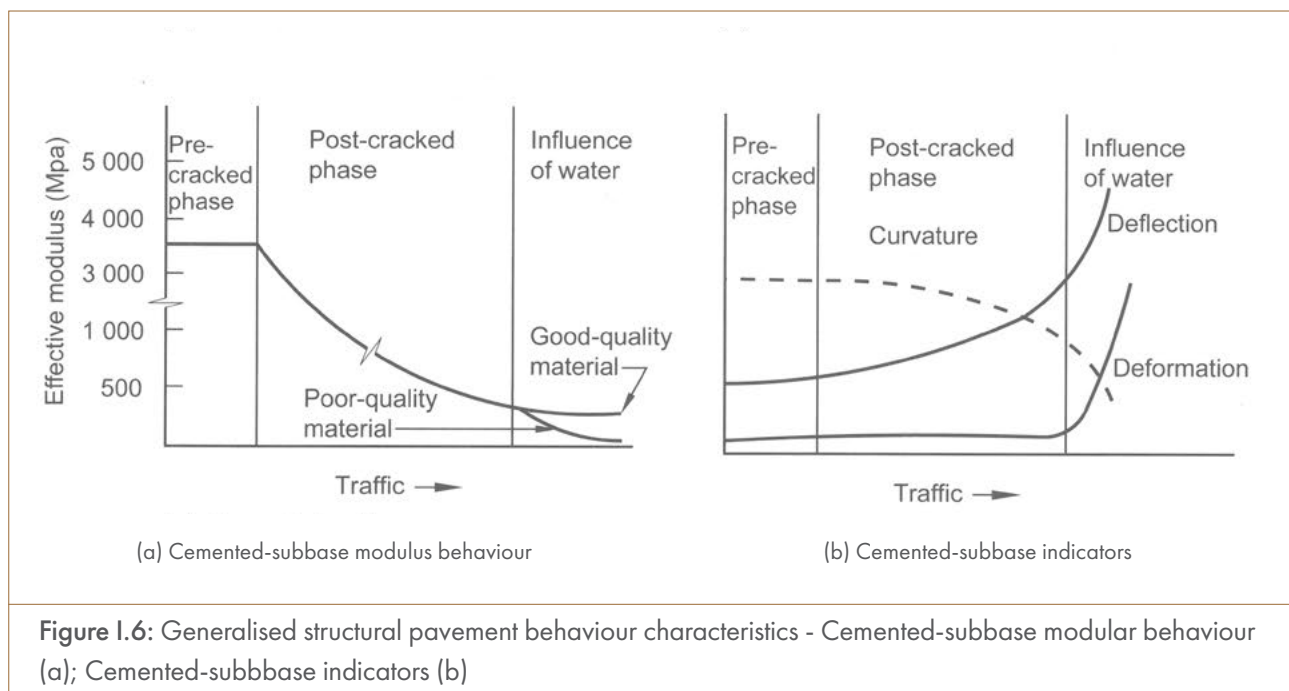 Effective modulus (Mpa)
5 000
4 000
3 000
1 000
500
Pre-
cracked
phase
Post-cracked
phase
Influence
of water
Good-quality
material
Poor-quality
material
Traffic
(a) Cemented-subbase modulus behaviour
Pre-
cracked
phase
Post-cracked
phase
Curvature
Influence
of water
Deflection
Deformation
Traffic
(b) Cemented-subbase indicators
Figure I.6: Generalised structural pavement behaviour characteristics - Cemented-subbase modular behaviour
(a); Cemented-subbbase indicators (b)